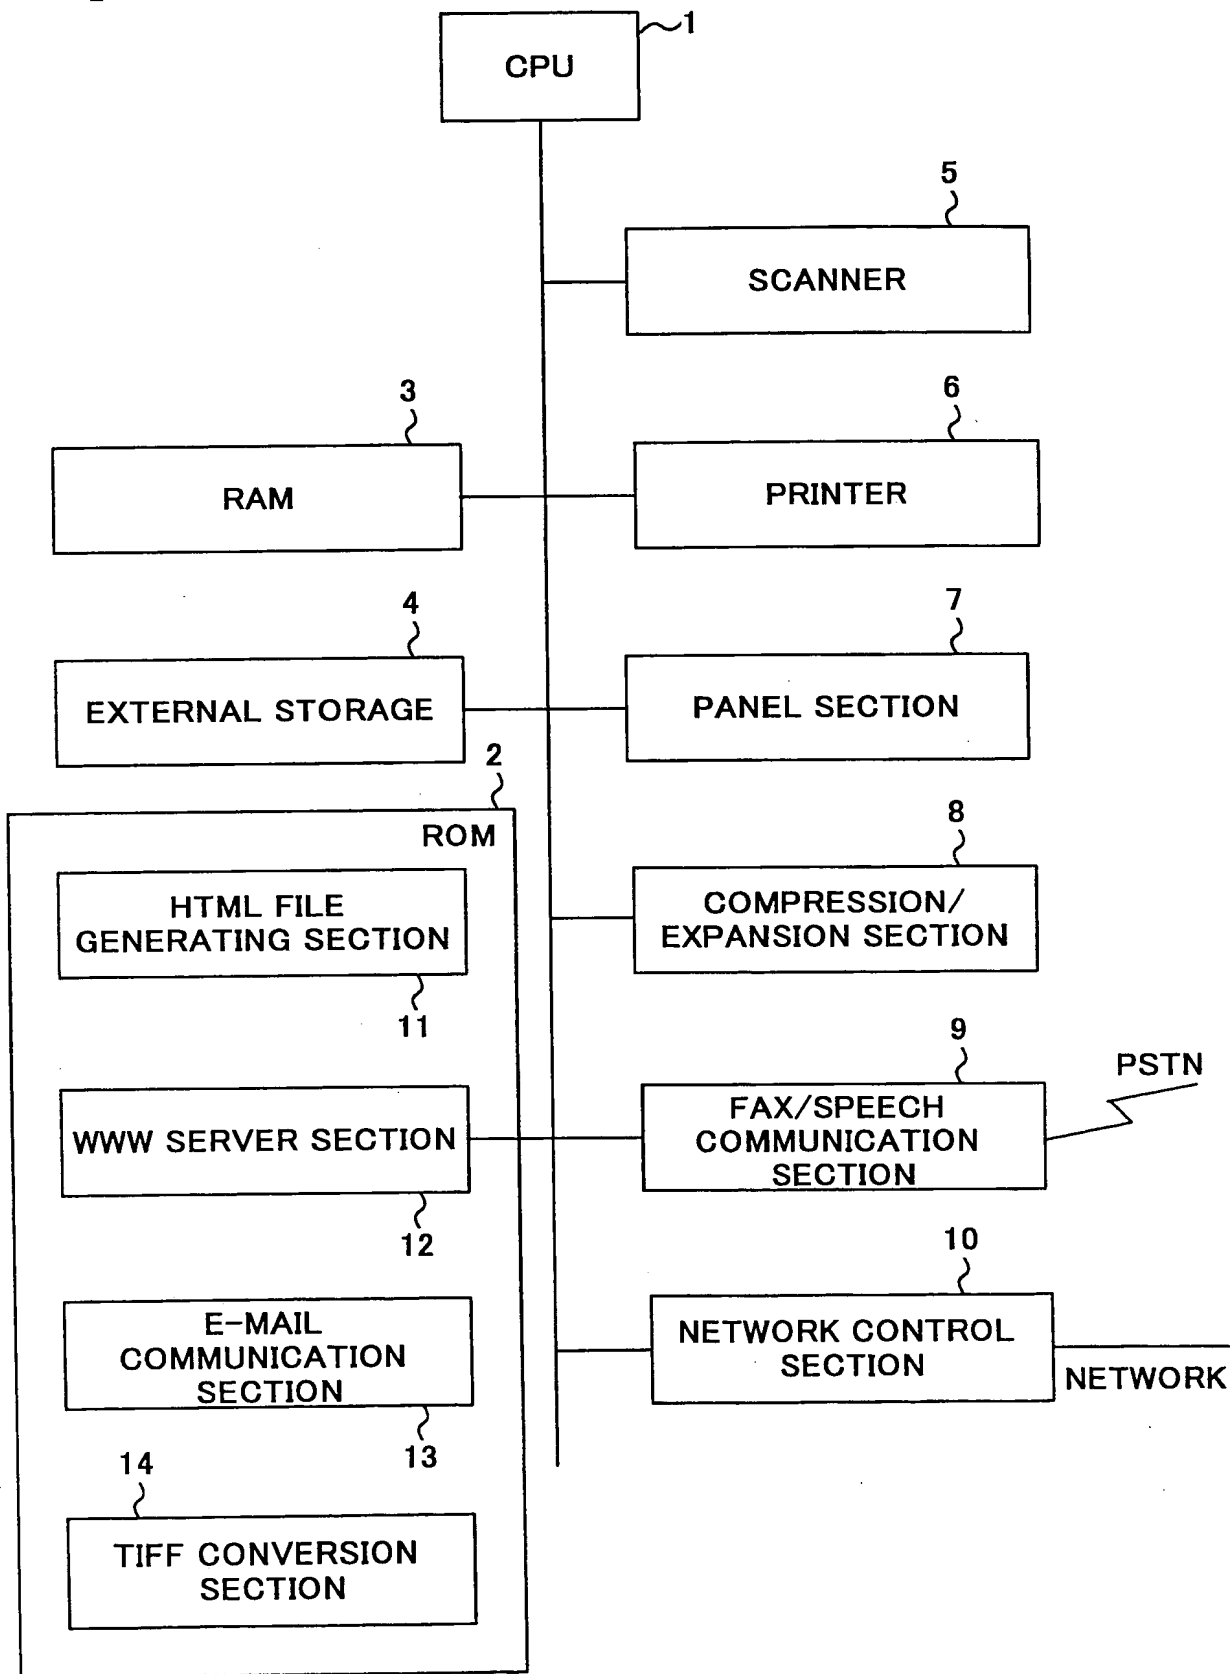 1
CPU
5
SCANNER
3
RAM
6
PRINTER
4
EXTERNAL STORAGE
7
PANEL SECTION
2
ROM
HTML FILE
GENERATING SECTION
11
8
COMPRESSION/
EXPANSION SECTION
WWW SERVER SECTION
12
9
FAX/SPEECH
COMMUNICATION
SECTION
PSTN
E-MAIL
COMMUNICATION
SECTION
13
10
NETWORK CONTROL
SECTION
NETWORK
14
TIFF CONVERSION
SECTION